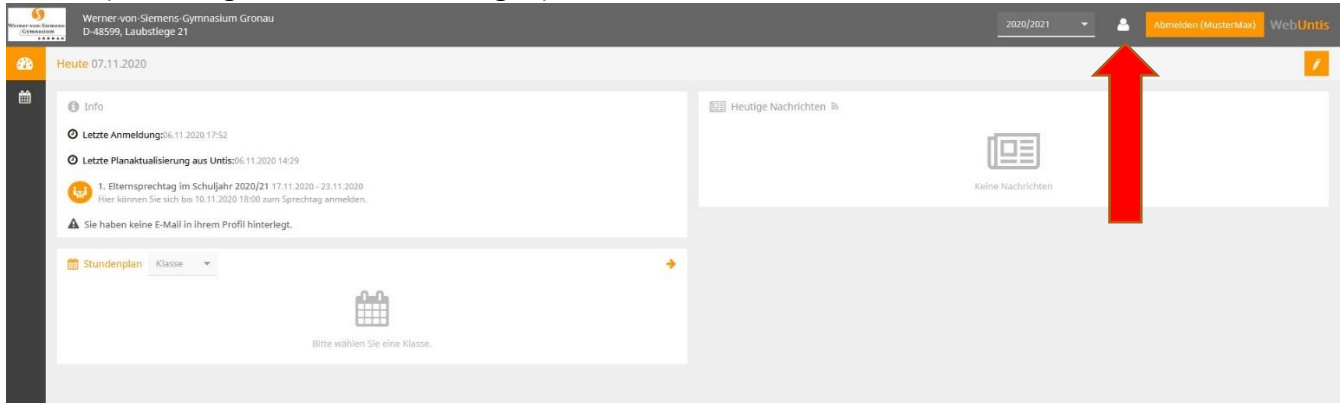 Werner-von-Siemens-Gymnasium Gronau
D-48599, Laubstiege 21
Werner-von-Siemens-
Gymnasium
2020/2021
Abmelden (MusterMax)
WebUntis
Heute 07.11.2020
Info
Letzte Anmeldung:06.11.2020 17:52
Letzte Planaktualisierung aus Untis:06.11.2020 14:29
1. Elternsprechtag im Schuljahr 2020/21 17.11.2020 - 23.11.2020
Hier können Sie sich bis 10.11.2020 18:00 zum Sprechtag anmelden.
Sie haben keine E-Mail in ihrem Profil hinterlegt.
Heutige Nachrichten
Keine Nachrichten
Stundenplan Klasse
Bitte wählen Sie eine Klasse.